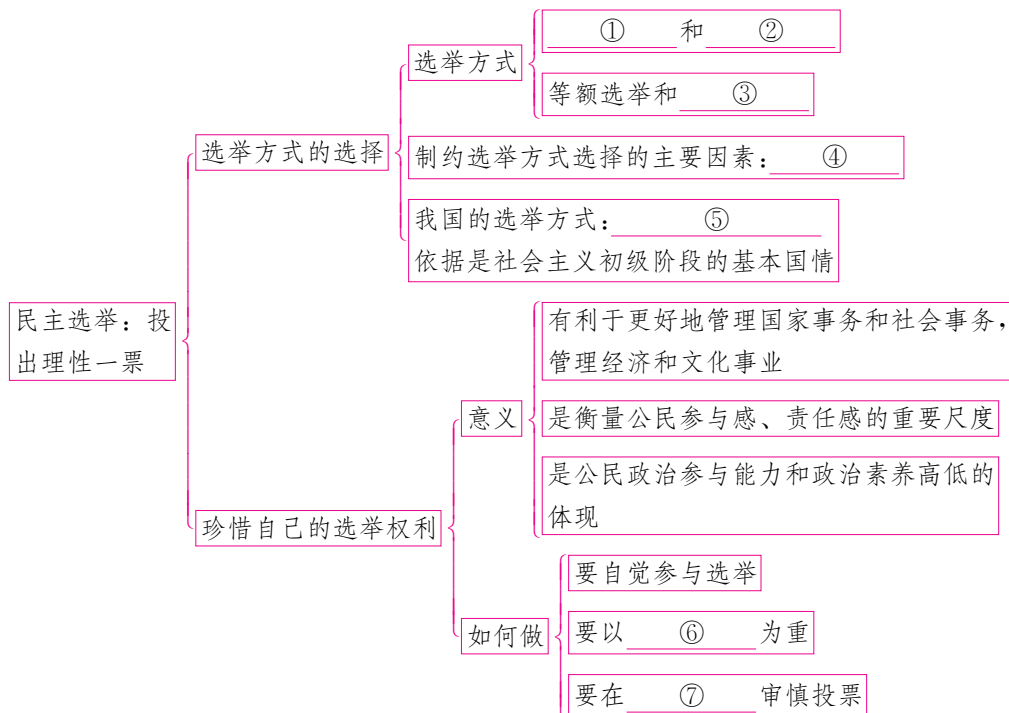 ① 和 ②
选举方式
等额选举和 ③
选举方式的选择
制约选举方式选择的主要因素: ④
我国的选举方式: ⑤
依据是社会主义初级阶段的基本国情
民主选举: 投
出理性一票
有利于更好地管理国家事务和社会事务,
管理经济和文化事业
意义
是衡量公民参与感、责任感的重要尺度
是公民政治参与能力和政治素养高低的
体现
珍惜自己的选举权利
要自觉参与选举
如何做
要以 ⑥ 为重
要在 ⑦ 审慎投票